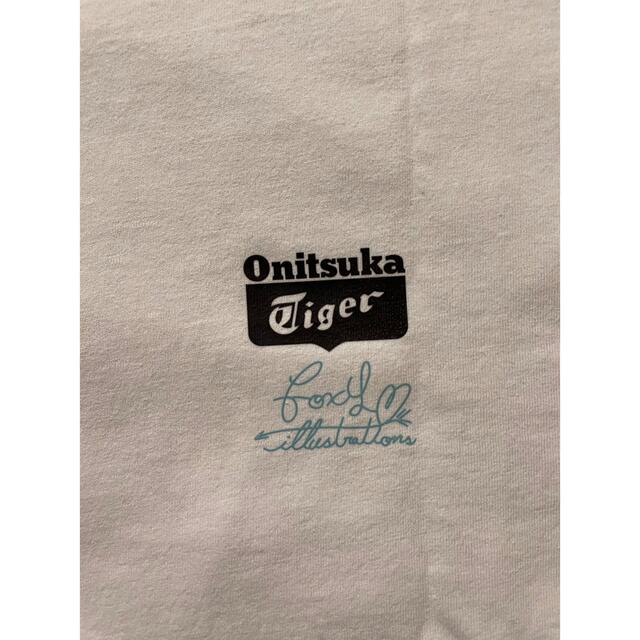 Onitsuka
Tiger
foxy
illustrations